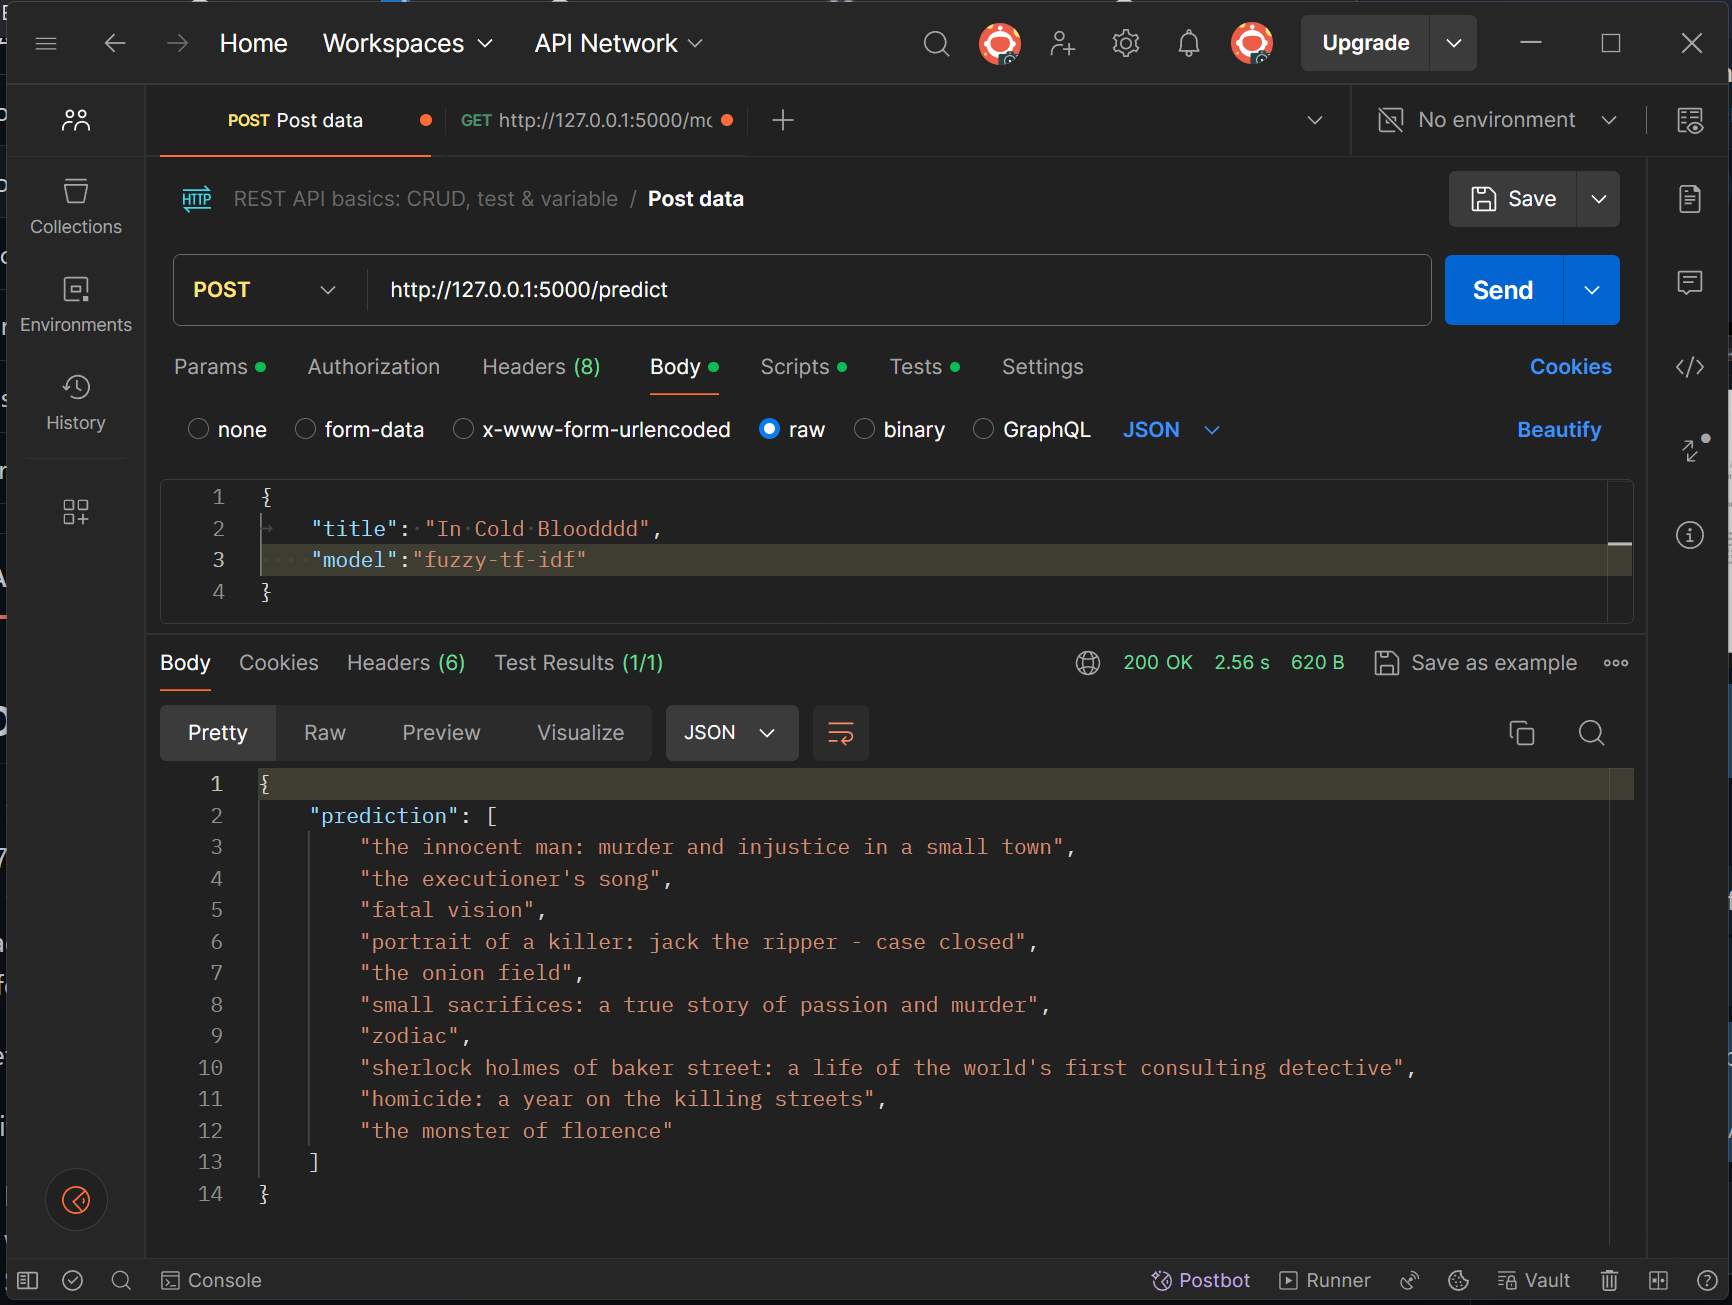 Home Workspaces API Network Upgrade
POST Post data GET http://127.0.0.1:5000/mc No environment
HTTP REST API basics: CRUD, test & variable / Post data Save
Collections
Environments
History
POST http://127.0.0.1:5000/predict Send
Params Authorization Headers (8) Body Scripts Tests Settings Cookies
none form-data x-www-form-urlencoded raw binary GraphQL JSON Beautify
1 {
2 "title": "In Cold Bloodddd",
3 "model":"fuzzy-tf-idf"
4 }
Body Cookies Headers (6) Test Results (1/1) 200 OK 2.56 s 620 B Save as example
Pretty Raw Preview Visualize JSON
1 {
2 "prediction": [
3 "the innocent man: murder and injustice in a small town",
4 "the executioner's song",
5 "fatal vision",
6 "portrait of a killer: jack the ripper - case closed",
7 "the onion field",
8 "small sacrifices: a true story of passion and murder",
9 "zodiac",
10 "sherlock holmes of baker street: a life of the world's first consulting detective",
11 "homicide: a year on the killing streets",
12 "the monster of florence"
13 ]
14 }
Console Postbot Runner Vault